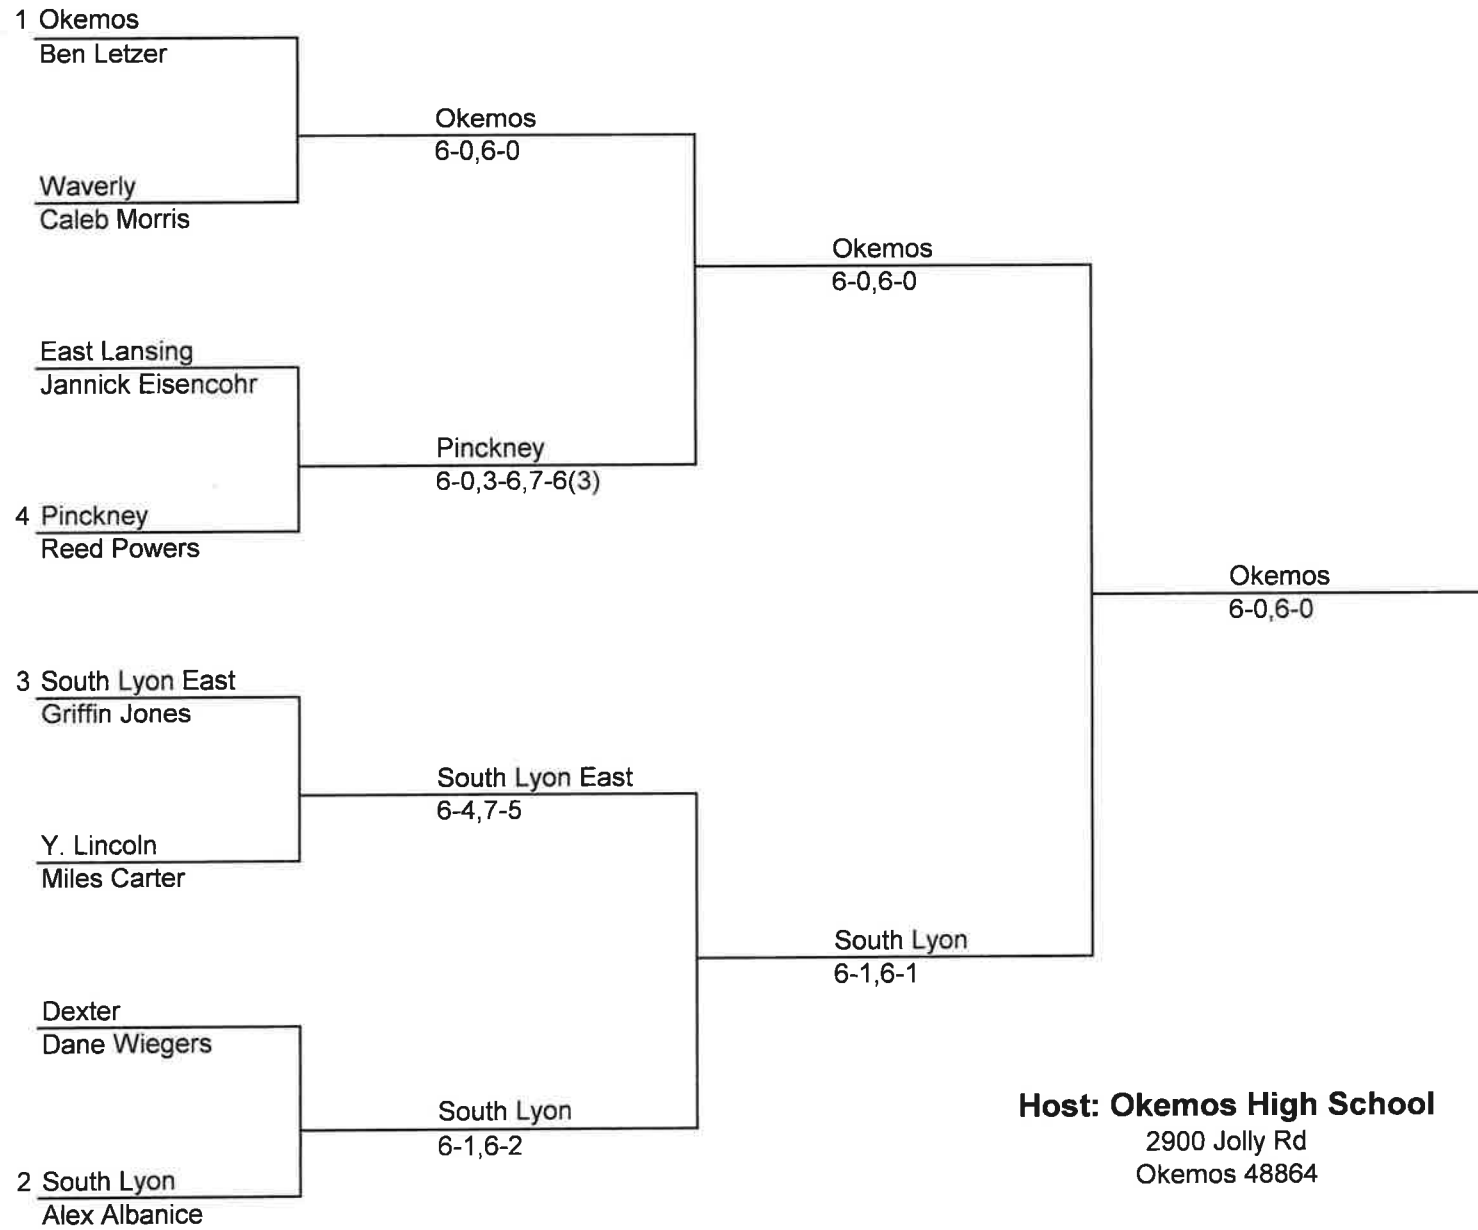 1 Okemos
Ben Letzer
Okemos
6-0,6-0
Waverly
Caleb Morris
Okemos
6-0,6-0
East Lansing
Jannick Eisencohr
Pinckney
6-0,3-6,7-6(3)
4 Pinckney
Reed Powers
Okemos
6-0,6-0
3 South Lyon East
Griffin Jones
South Lyon East
6-4,7-5
Y. Lincoln
Miles Carter
South Lyon
6-1,6-1
Dexter
Dane Wiegers
South Lyon
6-1,6-2
2 South Lyon
Alex Albanice
Host: Okemos High School
2900 Jolly Rd
Okemos 48864